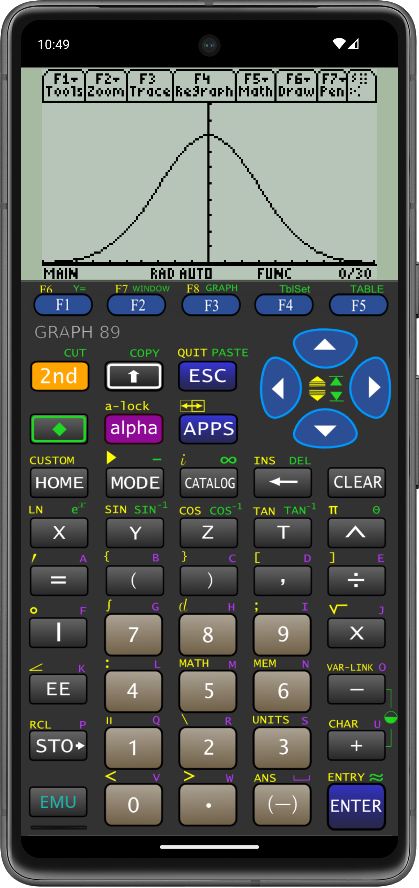 10:49
F1 F2 F3 F4 F5 F6 F7
Tools Zoom Trace ReGraph Math Draw Pen
MAIN RAD AUTO FUNC 0/30
F6 Y= F7 WINDOW F8 GRAPH TblSet TABLE
F1 F2 F3 F4 F5
GRAPH 89
CUT COPY QUIT PASTE
2nd ESC
a-lock
alpha APPS
CUSTOM – i ∞ INS DEL
HOME MODE CATALOG ← CLEAR
LN eˣ SIN SIN⁻¹ COS COS⁻¹ TAN TAN⁻¹ π θ
X Y Z T ^
′ A { B } C [ D ] E
= ( ) , ÷
° F ∫ G d H ; I √ J
| 7 8 9 ×
∠ K : L MATH M MEM N VAR-LINK O
EE 4 5 6 −
RCL P " Q \ R UNITS S CHAR U
STO▸ 1 2 3 +
< V > W ANS ENTRY ≈
EMU 0 . (—) ENTER